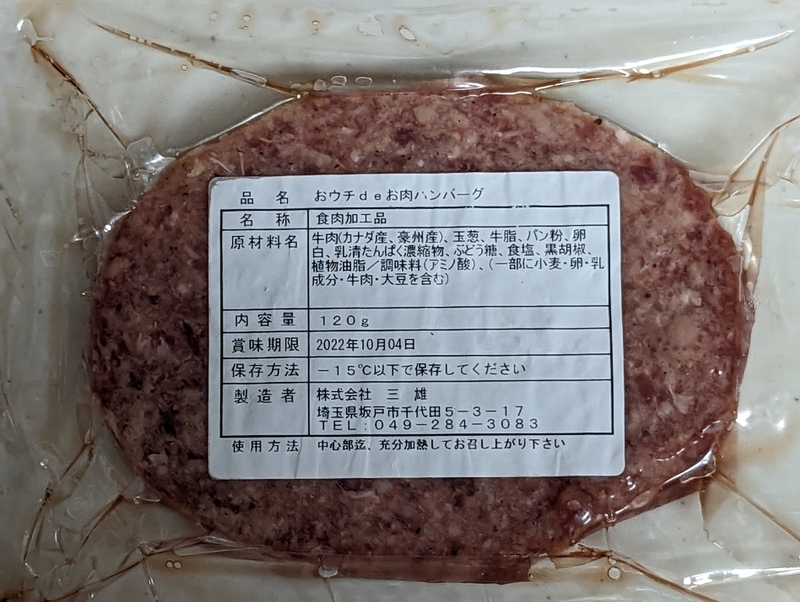 品名 おウチdeお肉ハンバーグ
名称 食肉加工品
原材料名 牛肉(カナダ産、豪州産)、玉葱、牛脂、パン粉、卵
白、乳清たんぱく濃縮物、ぶどう糖、食塩、黒胡椒、
植物油脂／調味料(アミノ酸)、(一部に小麦・卵・乳
成分・牛肉・大豆を含む)
内容量 120g
賞味期限 2022年10月04日
保存方法 －15℃以下で保存してください
製造者 株式会社 三雄
埼玉県坂戸市千代田5-3-17
TEL:049-284-3083
使用方法 中心部迄、充分加熱してお召し上がり下さい